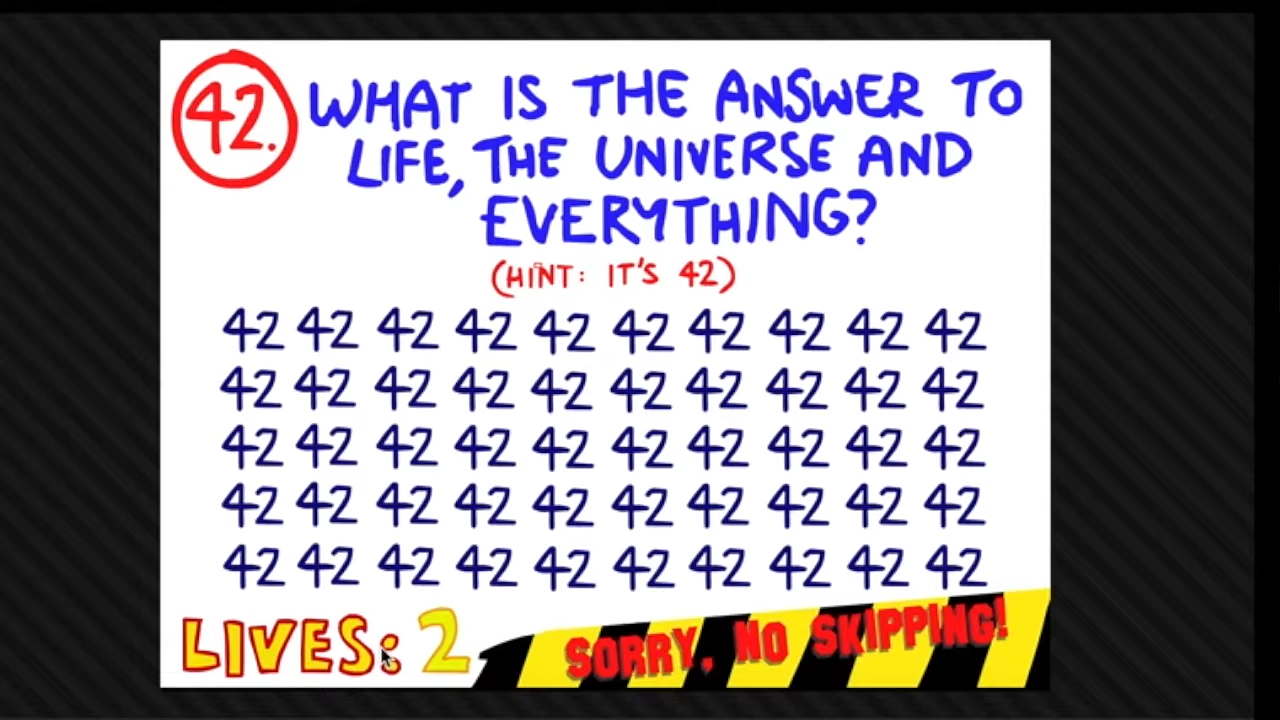 42. WHAT IS THE ANSWER TO
LIFE, THE UNIVERSE AND
EVERYTHING?
(HINT: IT'S 42)
42 42 42 42 42 42 42 42 42 42
42 42 42 42 42 42 42 42 42 42
42 42 42 42 42 42 42 42 42 42
42 42 42 42 42 42 42 42 42 42
42 42 42 42 42 42 42 42 42 42
LIVES: 2
SORRY, NO SKIPPING!